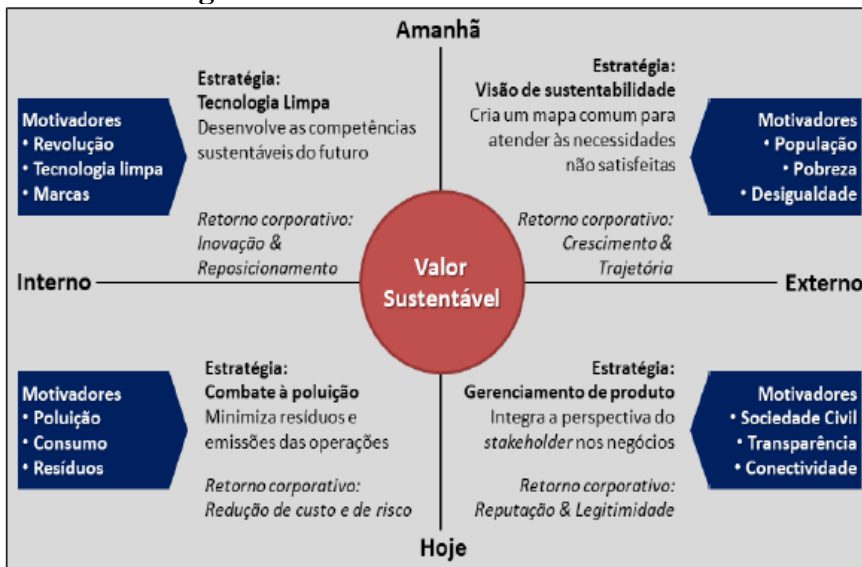 Amanhã
Estratégia:
Tecnologia Limpa
Desenvolve as competências
sustentáveis do futuro
Estratégia:
Visão de sustentabilidade
Cria um mapa comum para
atender às necessidades
não satisfeitas
Motivadores
• Revolução
• Tecnologia limpa
• Marcas
Motivadores
• População
• Pobreza
• Desigualdade
Retorno corporativo:
Inovação &
Reposicionamento
Retorno corporativo:
Crescimento &
Trajetória
Interno
Valor
Sustentável
Externo
Motivadores
• Poluição
• Consumo
• Resíduos
Estratégia:
Combate à poluição
Minimiza resíduos e
emissões das operações
Estratégia:
Gerenciamento de produto
Integra a perspectiva do
stakeholder nos negócios
Motivadores
• Sociedade Civil
• Transparência
• Conectividade
Retorno corporativo:
Redução de custo e de risco
Retorno corporativo:
Reputação & Legitimidade
Hoje